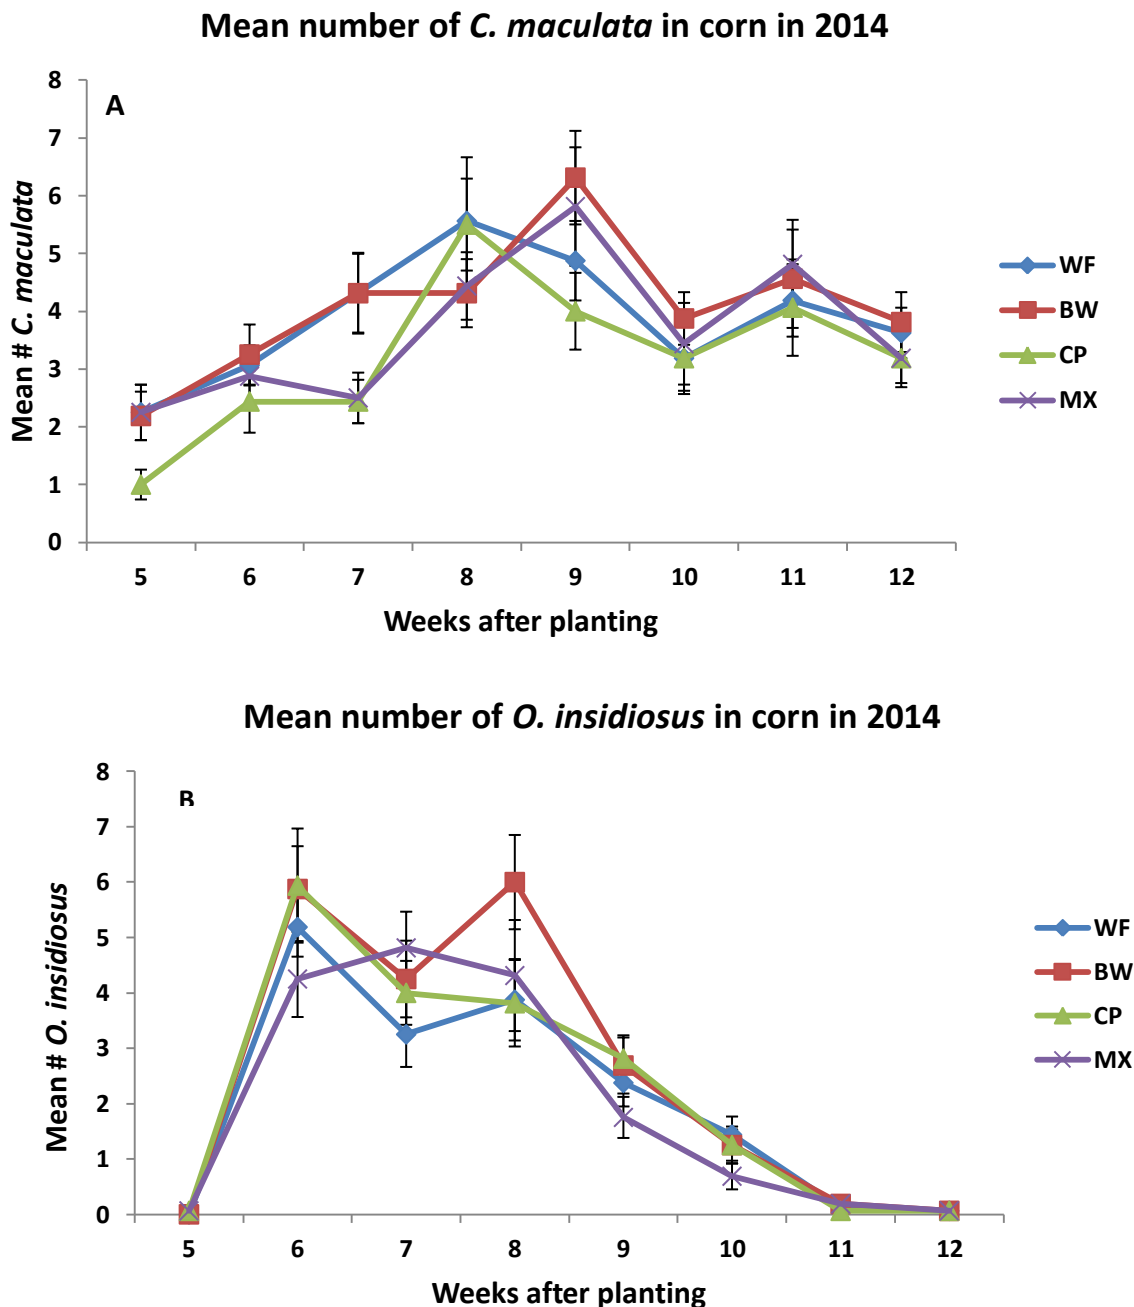 Mean number of C. maculata in corn in 2014
A
8
7
6
5
4
3
2
1
0
Mean # C. maculata
5 6 7 8 9 10 11 12
Weeks after planting
WF
BW
CP
MX
Mean number of O. insidiosus in corn in 2014
B
8
7
6
5
4
3
2
1
0
Mean # O. insidiosus
5 6 7 8 9 10 11 12
Weeks after planting
WF
BW
CP
MX